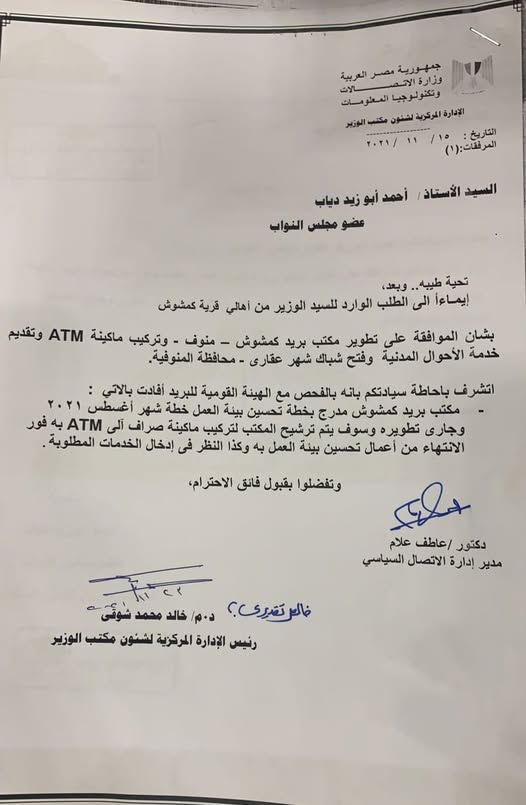 جمهورية مصر العربية
وزارة الاتصـــــالات
وتكنولوجيا المعلومات
الإدارة المركزية لشئون مكتب الوزير
التاريخ : ١٥ / ١١ / ٢٠٢١
المرفقات:(١)
السيد الأستاذ / أحمد أبو زيد دياب
عضو مجلس النواب
تحية طيبه.. وبعد،
إيماءاً الى الطلب الوارد للسيد الوزير من أهالي قرية كمشوش
بشان الموافقة على تطوير مكتب بريد كمشوش – منوف - وتركيب ماكينة ATM وتقديم
خدمة الأحوال المدنية وفتح شباك شهر عقارى - محافظة المنوفية.
اتشرف بأحاطة سيادتكم بانه بالفحص مع الهيئة القومية للبريد أفادت بالاتي :
- مكتب بريد كمشوش مدرج بخطة تحسين بيئة العمل خطة شهر أغسطس ٢٠٢١
وجارى تطويره وسوف يتم ترشيح المكتب لتركيب ماكينة صراف آلى ATM به فور
الانتهاء من أعمال تحسين بيئة العمل به وكذا النظر فى إدخال الخدمات المطلوبة .
وتفضلوا بقبول فائق الاحترام،
دكتور /عاطف علام
مدير إدارة الاتصال السياسي
خالص تقديرى،
د.م/ خالد محمد شوقى
رئيس الإدارة المركزية لشئون مكتب الوزير